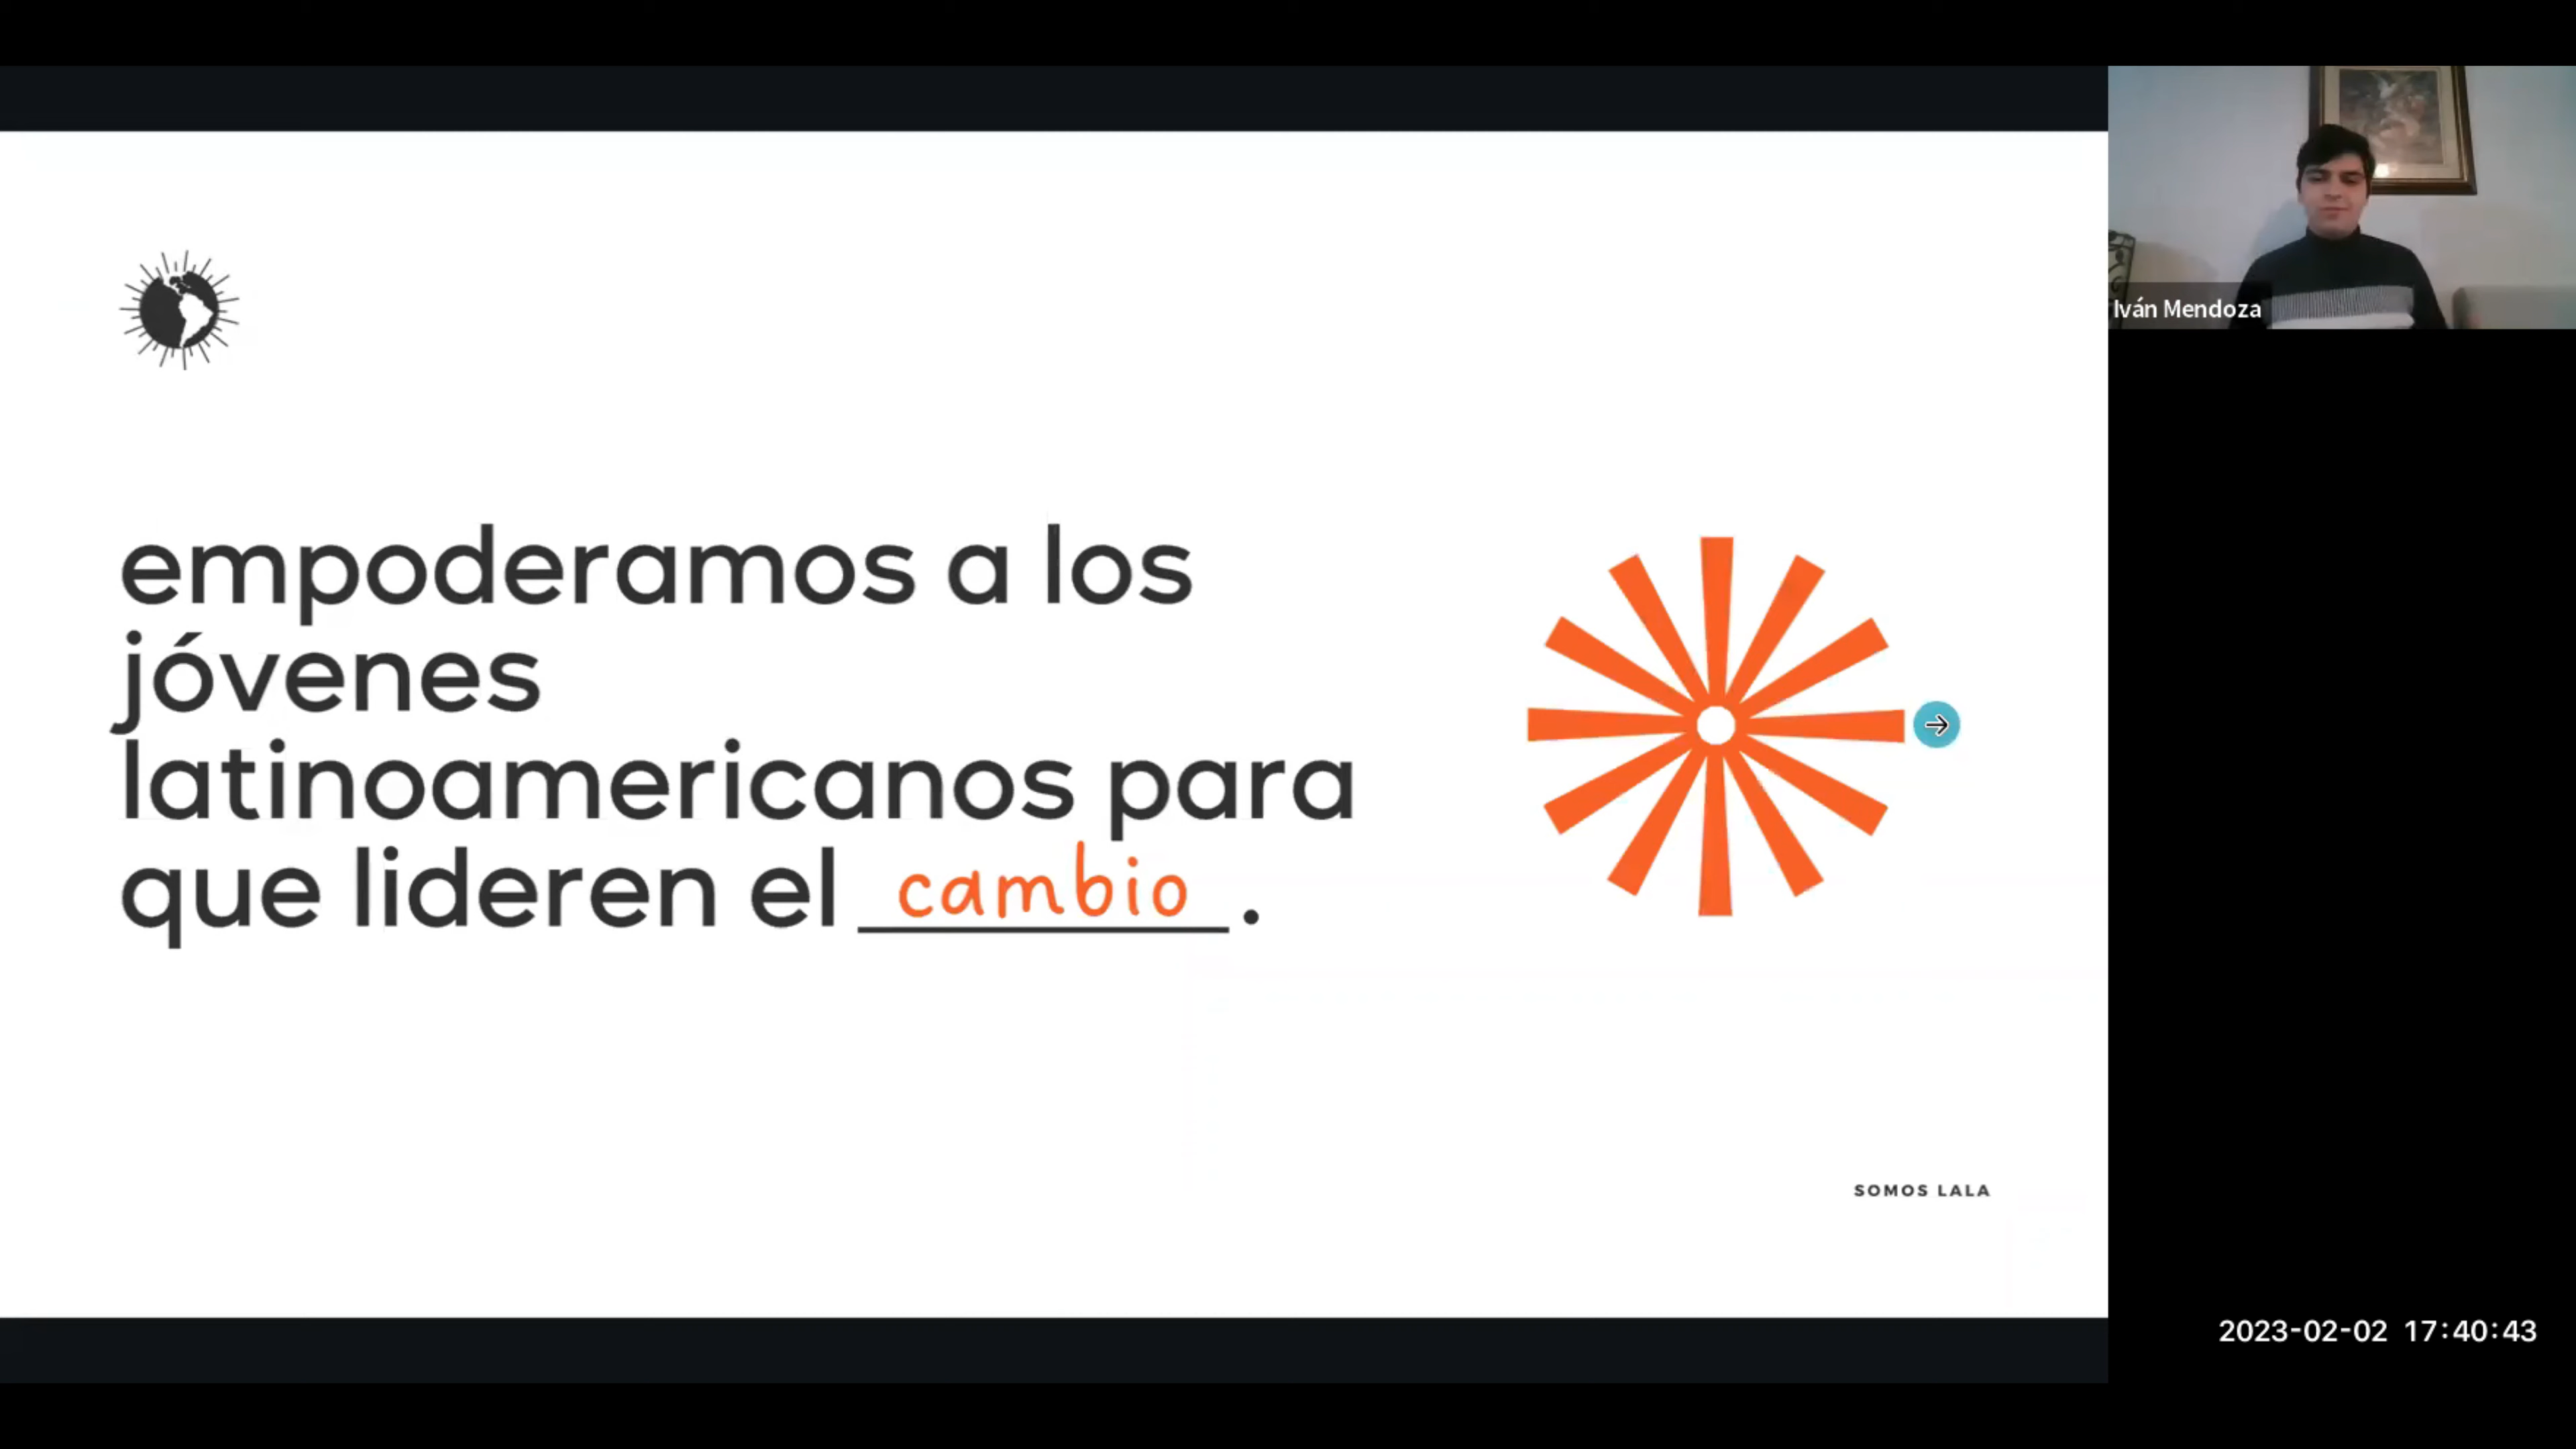 empoderamos a los
jóvenes
latinoamericanos para
que lideren el cambio.
SOMOS LALA
Iván Mendoza
2023-02-02 17:40:43